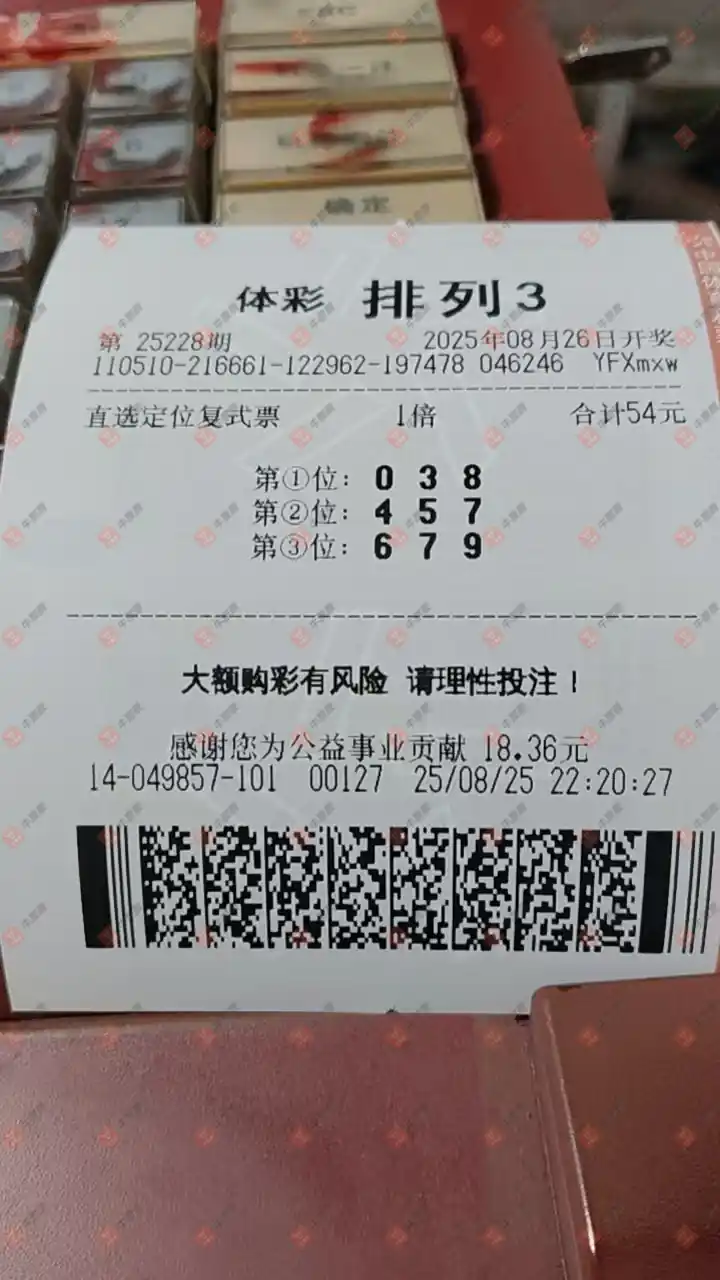 确定
体彩 排列3
第 25228期 2025年08月26日开奖
110510-216661-122962-197478 046246 YFXmxw
直选定位复式票 1倍 合计54元
第①位: 0 3 8
第②位: 4 5 7
第③位: 6 7 9
大额购彩有风险 请理性投注!
感谢您为公益事业贡献 18.36元
14-049857-101 00127 25/08/25 22:20:27